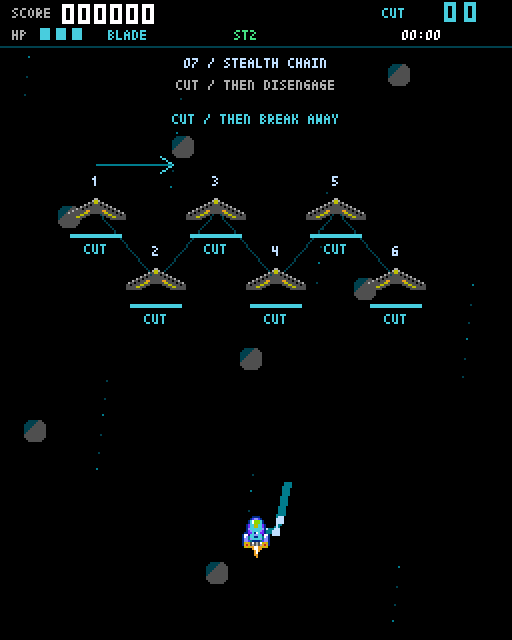 SCORE 000000 CUT 00
HP BLADE ST2 00:00
07 / STEALTH CHAIN
CUT / THEN DISENGAGE
CUT / THEN BREAK AWAY
1 3 5
CUT 2 CUT 4 CUT 6
CUT CUT CUT